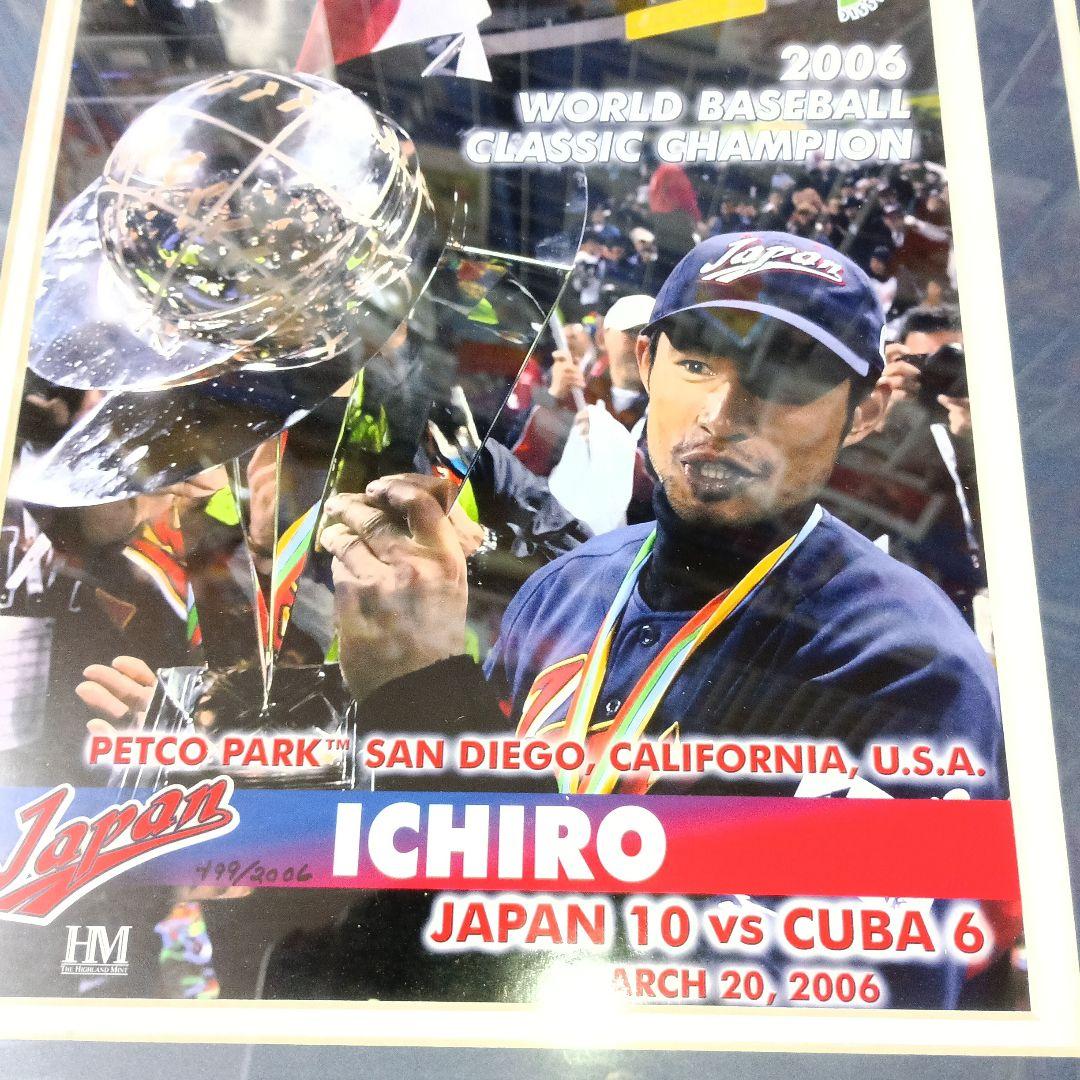 2006
WORLD BASEBALL
CLASSIC CHAMPION
Japan
PETCO PARK™ SAN DIEGO, CALIFORNIA, U.S.A.
Japan
ICHIRO
499/2006
JAPAN 10 vs CUBA 6
HM
THE HIGHLAND MINT
ARCH 20, 2006